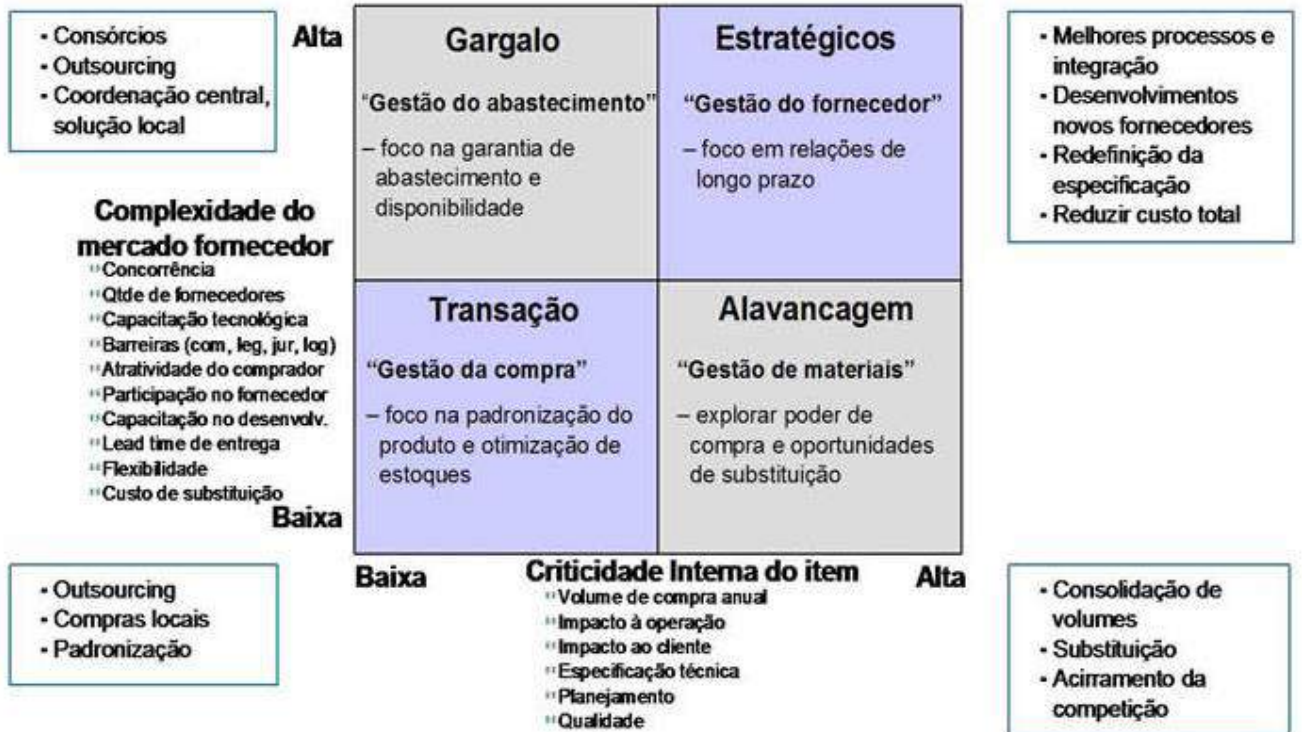 - Consórcios
- Outsourcing
- Coordenação central,
solução local
Alta
Gargalo
"Gestão do abastecimento"
– foco na garantia de
abastecimento e
disponibilidade
Estratégicos
"Gestão do fornecedor"
– foco em relações de
longo prazo
- Melhores processos e
integração
- Desenvolvimentos
novos fornecedores
- Redefinição da
especificação
- Reduzir custo total
Complexidade do
mercado fornecedor
Concorrência
Qtde de fornecedores
Capacitação tecnológica
Barreiras (com, leg, jur, log)
Atratividade do comprador
Participação no fornecedor
Capacitação no desenvolv.
Lead time de entrega
Flexibilidade
Custo de substituição
Baixa
Transação
"Gestão da compra"
– foco na padronização do
produto e otimização de
estoques
Alavancagem
"Gestão de materiais"
– explorar poder de
compra e oportunidades
de substituição
- Outsourcing
- Compras locais
- Padronização
Baixa
Criticidade Interna do item
Alta
Volume de compra anual
Impacto à operação
Impacto ao cliente
Especificação técnica
Planejamento
Qualidade
- Consolidação de
volumes
- Substituição
- Acirramento da
competição